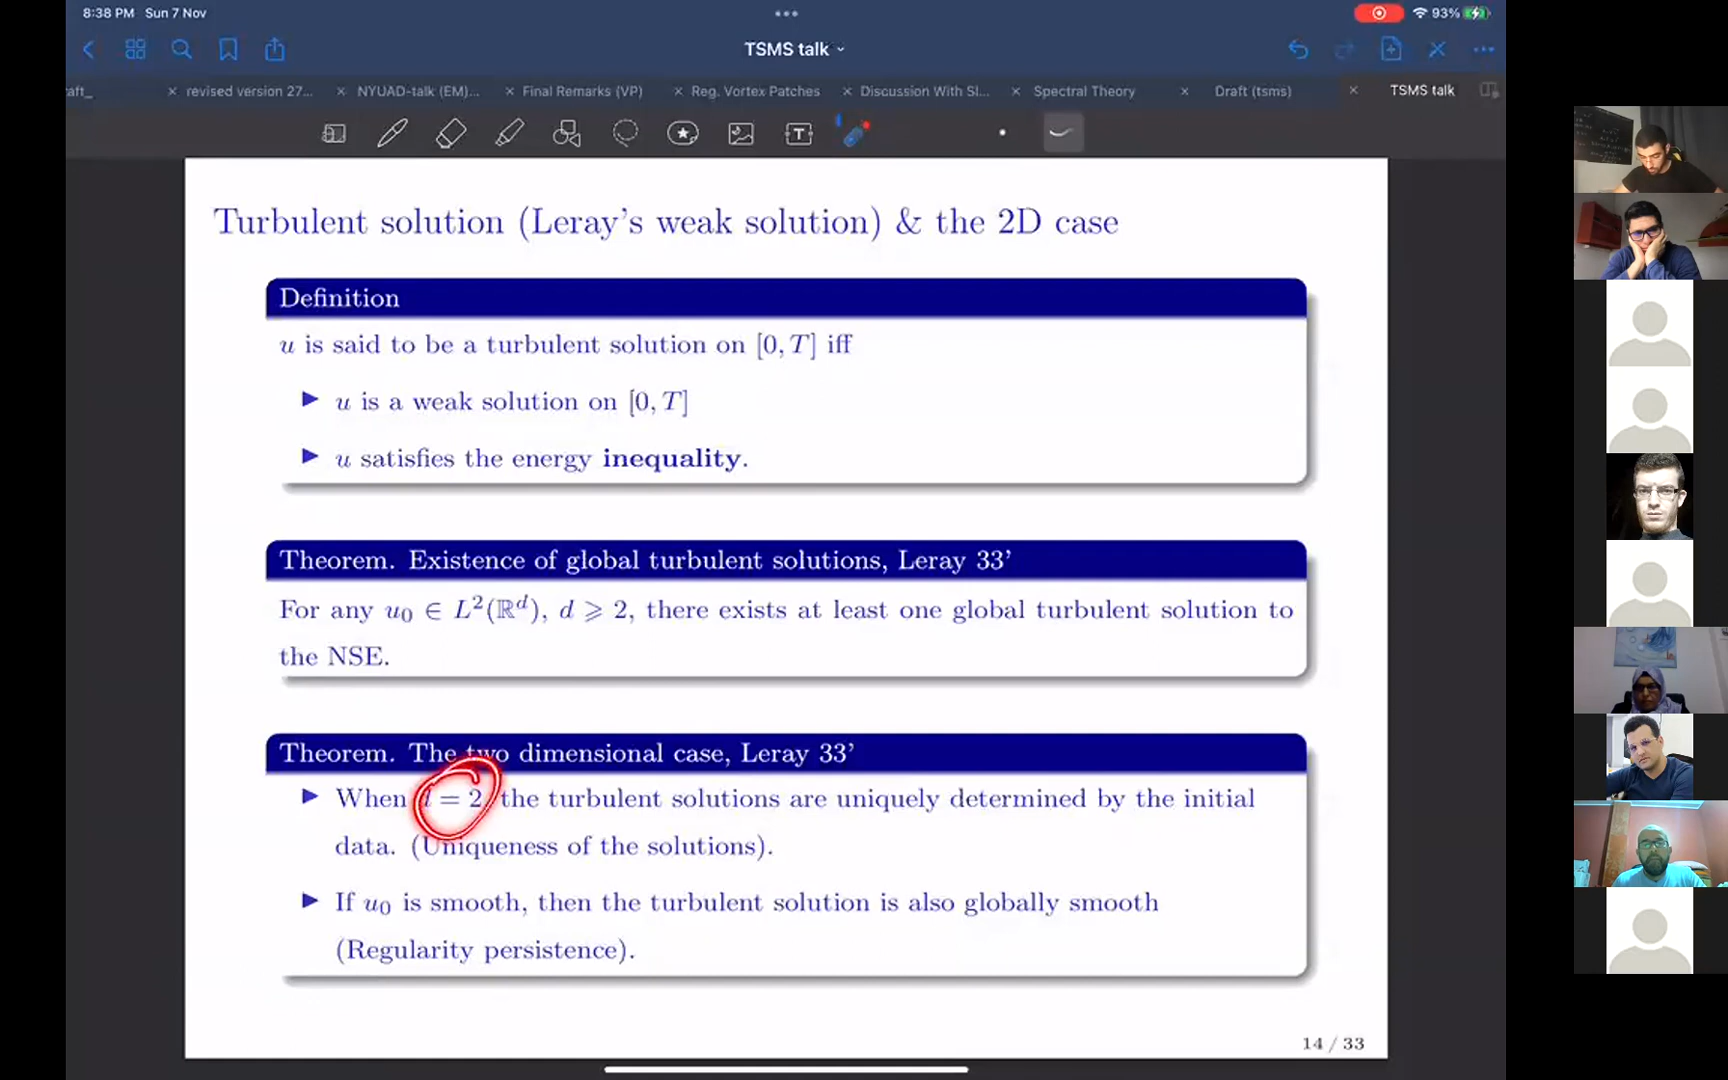 8:38 PM Sun 7 Nov
93%
TSMS talk
aft_
revised version 27...
NYUAD-talk (EM)...
Final Remarks (VP)
Reg. Vortex Patches
Discussion With Sl...
Spectral Theory
Draft (tsms)
TSMS talk
Turbulent solution (Leray's weak solution) & the 2D case
Definition
u is said to be a turbulent solution on [0, T] iff
▶ u is a weak solution on [0, T]
▶ u satisfies the energy inequality.
Theorem. Existence of global turbulent solutions, Leray 33'
For any u₀ ∈ L²(ℝᵈ), d ⩾ 2, there exists at least one global turbulent solution to
the NSE.
Theorem. The two dimensional case, Leray 33'
▶ When d = 2, the turbulent solutions are uniquely determined by the initial
data. (Uniqueness of the solutions).
▶ If u₀ is smooth, then the turbulent solution is also globally smooth
(Regularity persistence).
14 / 33